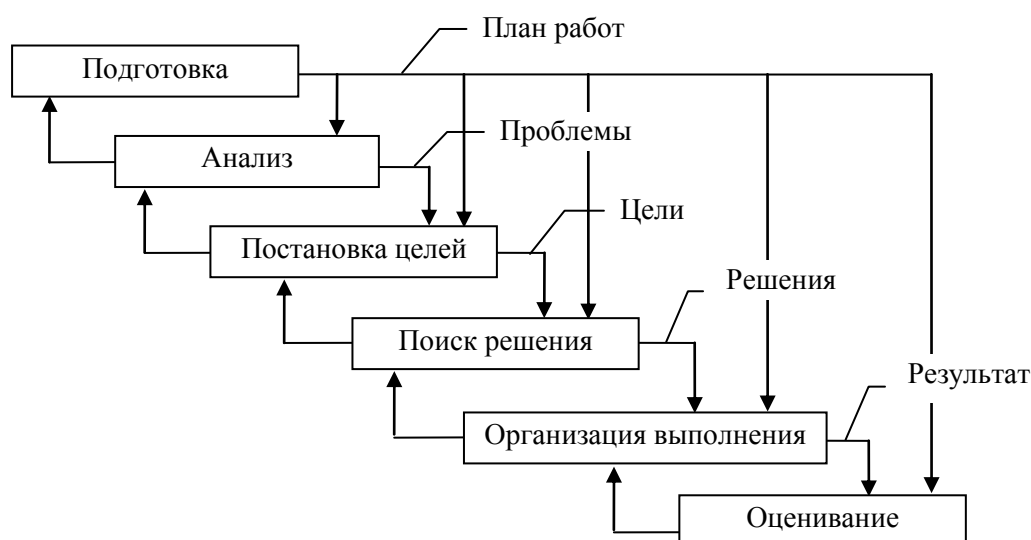 План работ
Подготовка
Проблемы
Анализ
Цели
Постановка целей
Решения
Поиск решения
Результат
Организация выполнения
Оценивание